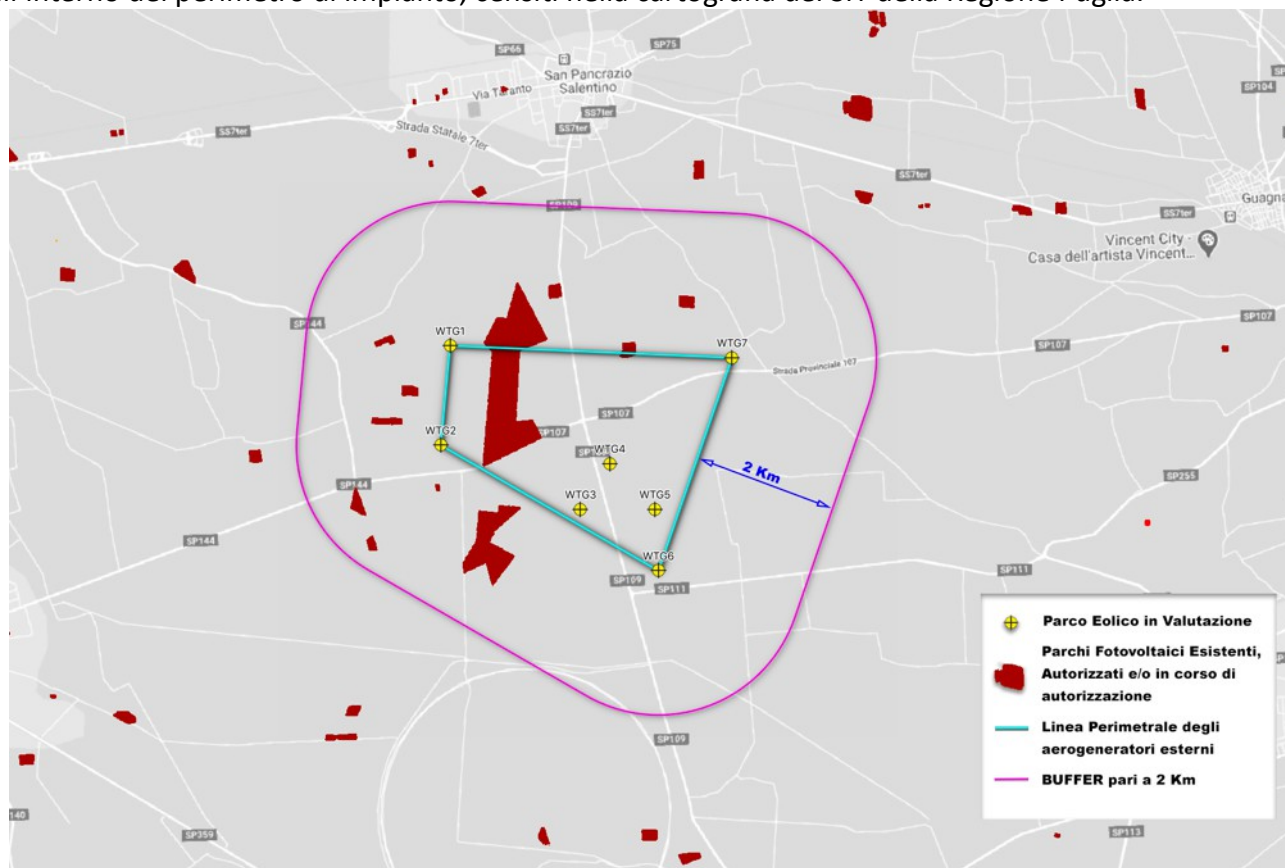 all'interno del perimetro di impianto, censiti nella cartografia del SIT della Regione Puglia.
SP66
SP75
San Pancrazio
Salentino
SP104
Via Taranto
SS7ter
SS7ter
Strada Statale 7ter
SS7ter
SS7ter
SP109
SS7ter
Guagna
Vincent City -
Casa dell'artista Vincent...
SP144
SP107
WTG1
WTG7
SP107
Strada Provinciale 107
SP107
WTG2
SP107
WTG4
2 Km
SP144
SP255
WTG3
WTG5
SP144
WTG6
SP109
SP111
SP111
Parco Eolico in Valutazione
Parchi Fotovoltaici Esistenti,
Autorizzati e/o in corso di
autorizzazione
Linea Perimetrale degli
aerogeneratori esterni
BUFFER pari a 2 Km
SP109
140
SP359
SP113